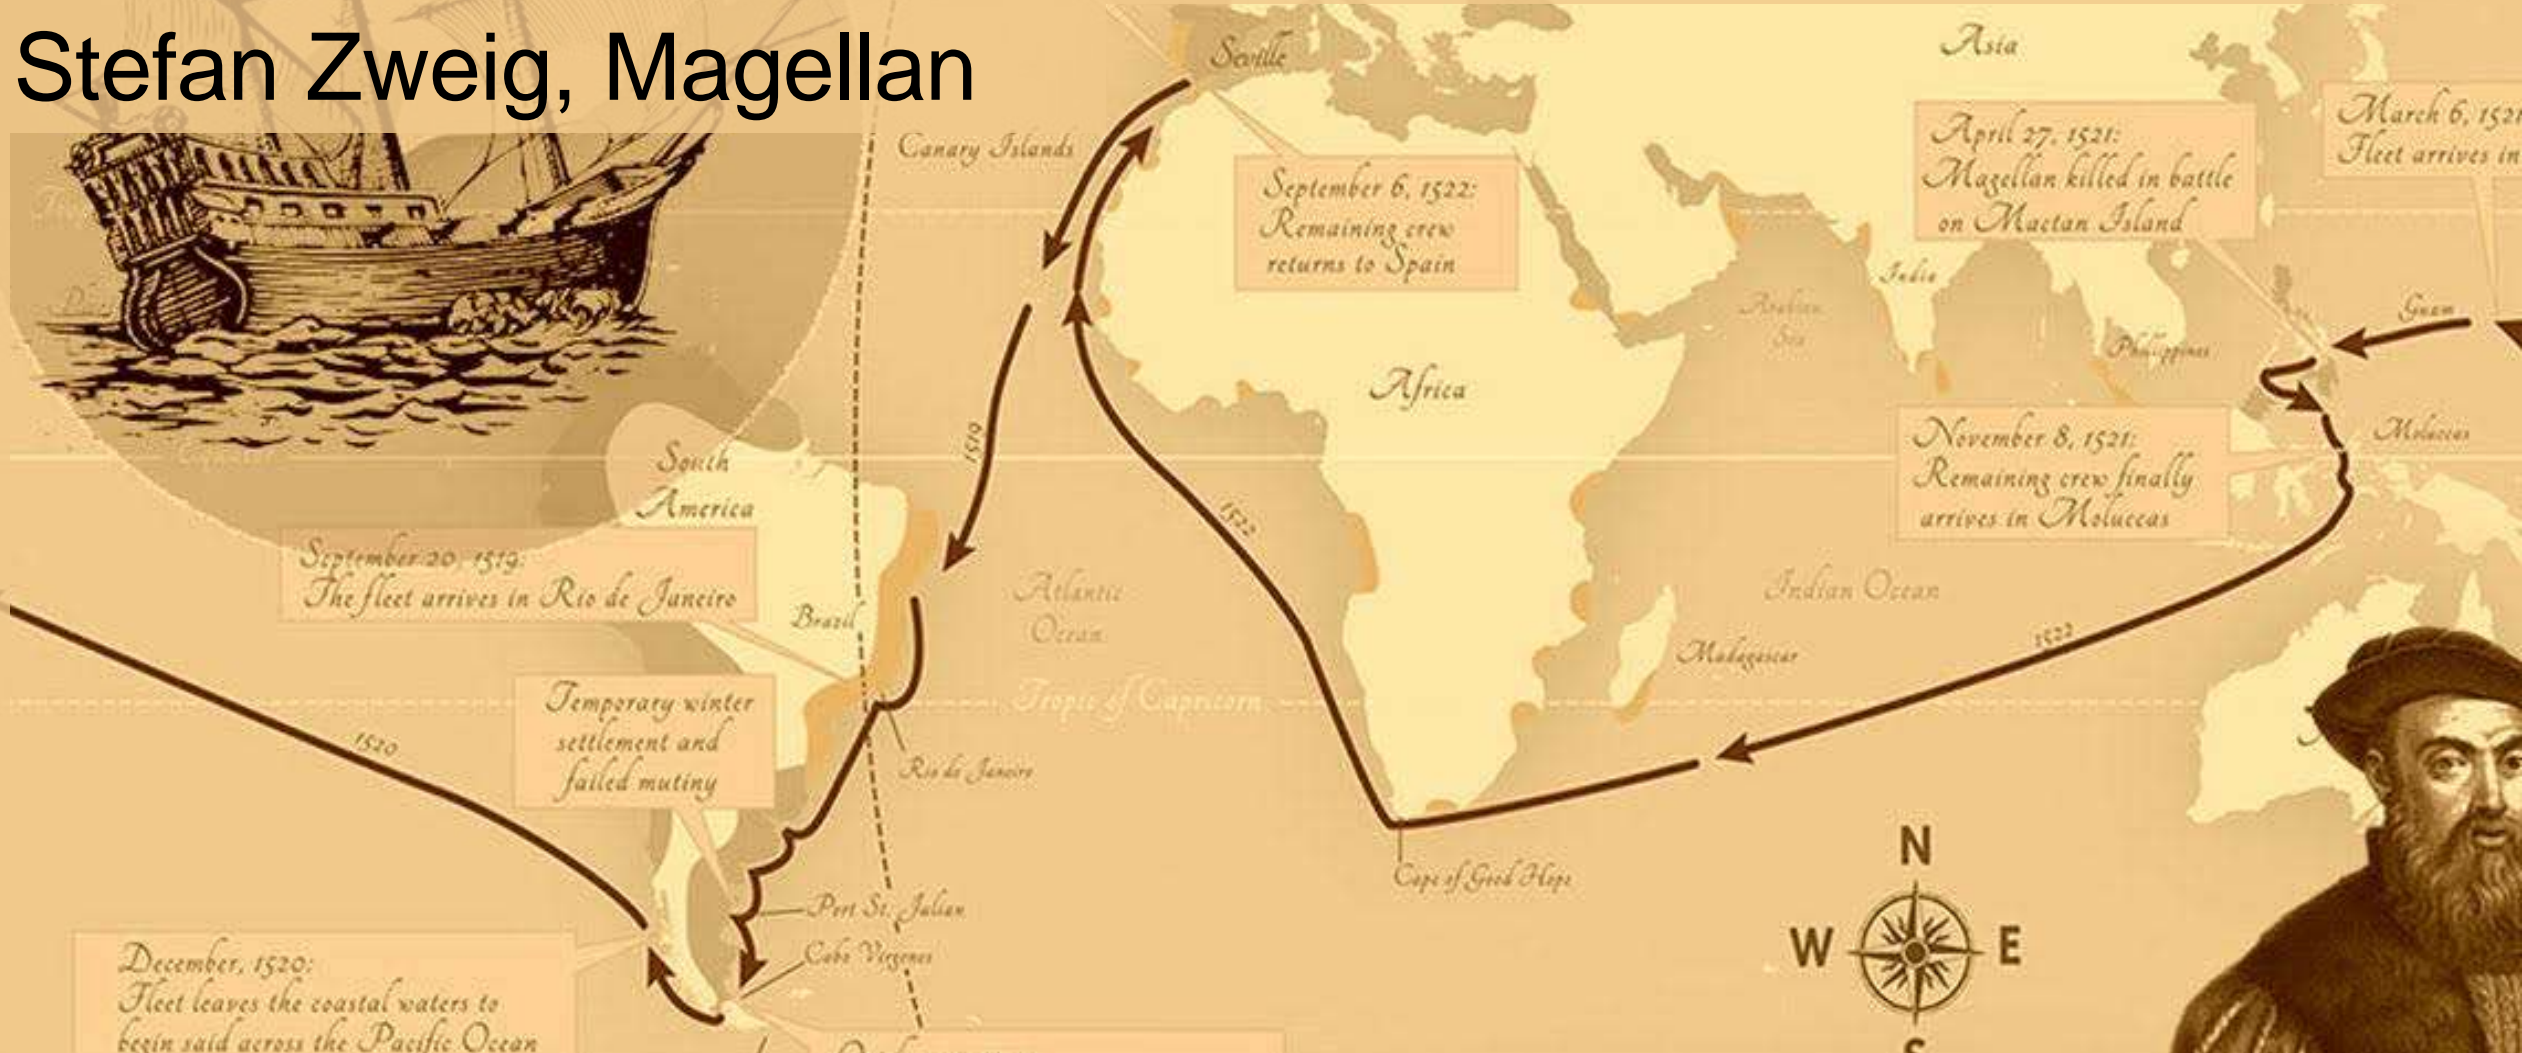 Stefan Zweig, Magellan
Seville
Asia
Canary Islands
September 6, 1522:
Remaining crew
returns to Spain
April 27, 1521:
Magellan killed in battle
on Mactan Island
March 6, 1521
Fleet arrives in
India
Arabian
Sea
Guam
Philippines
Africa
1519
South
America
November 8, 1521:
Remaining crew finally
arrives in Moluccas
Moluccas
September 20, 1519:
The fleet arrives in Rio de Janeiro
Brazil
1522
Atlantic
Ocean
Indian Ocean
Madagascar
1522
Tropic of Capricorn
Temporary winter
settlement and
failed mutiny
1520
Rio de Janeiro
Cape of Good Hope
Port St. Julian
Cabo Virgenes
December, 1520:
Fleet leaves the coastal waters to
begin said across the Pacific Ocean
N
W
E
S